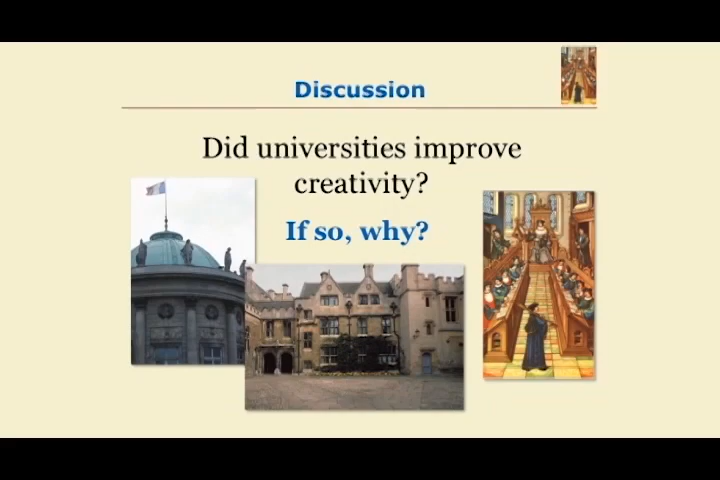 Discussion
Did universities improve
creativity?
If so, why?